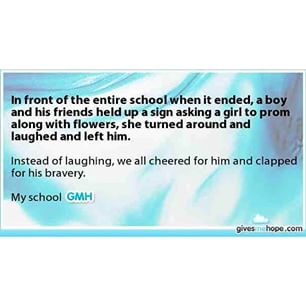 In front of the entire school when it ended, a boy
and his friends held up a sign asking a girl to prom
along with flowers, she turned around and
laughed and left him.
Instead of laughing, we all cheered for him and clapped
for his bravery.
My school GMH
givesmehope.com